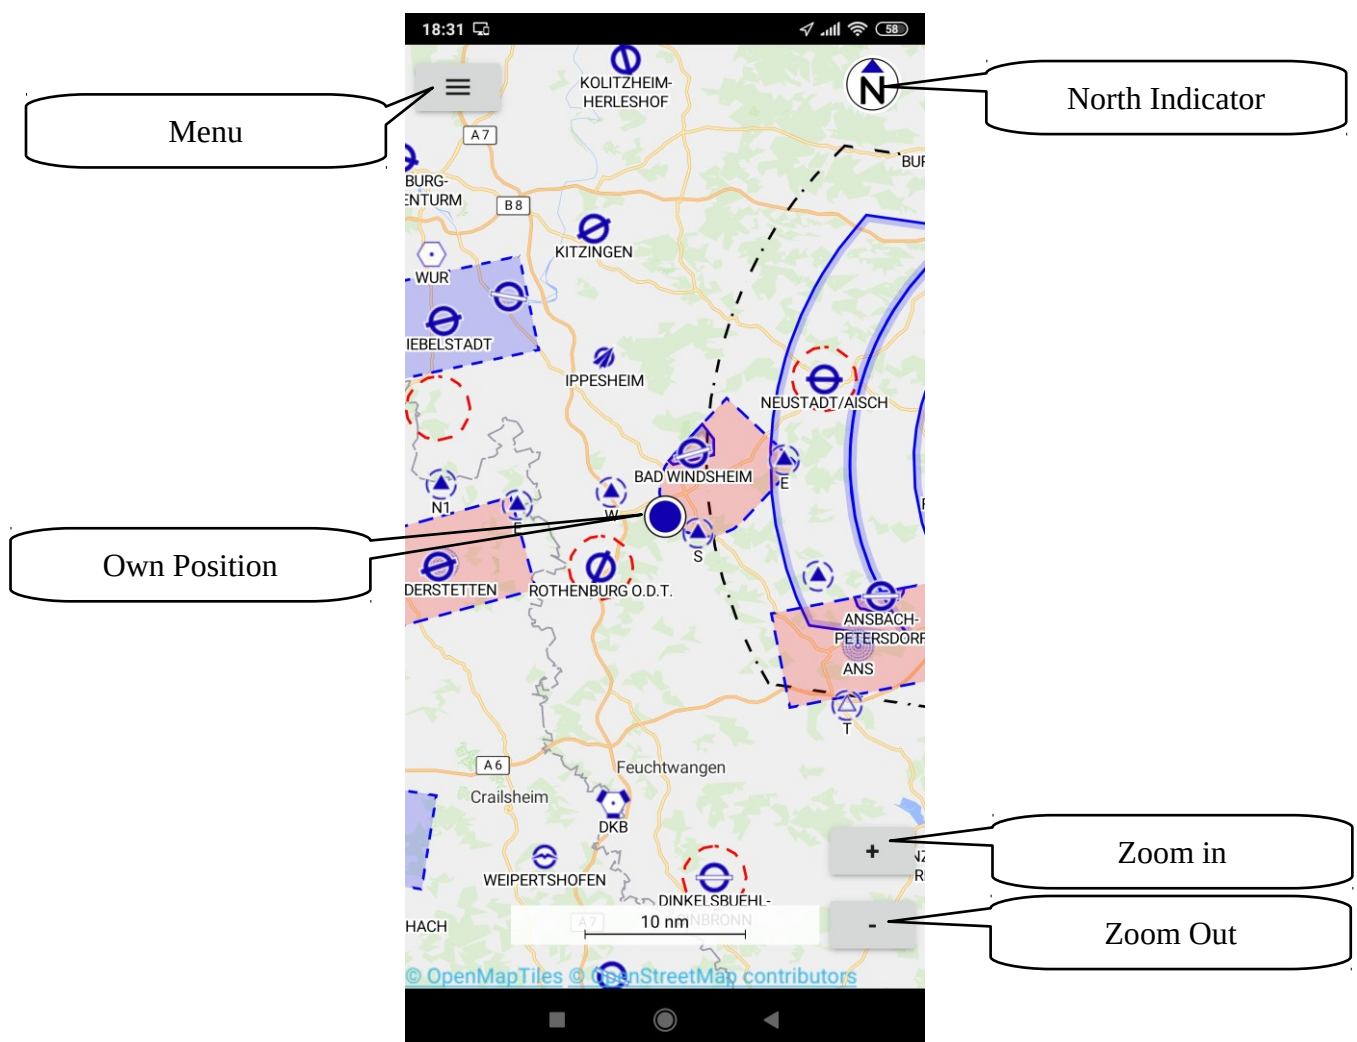 18:31
58
KOLITZHEIM-
HERLESHOF
N
North Indicator
Menu
A 7
BUR
BURG-
ENTURM
B 8
KITZINGEN
WUR
IEBELSTADT
IPPESHEIM
NEUSTADT/AISCH
BAD WINDSHEIM
E
N1
W
E
S
Own Position
DERSTETTEN
ROTHENBURG O.D.T.
ANSBACH-
PETERSDORF
ANS
T
A 6
Feuchtwangen
Crailsheim
DKB
+
Zoom in
WEIPERTSHOFEN
DINKELSBUEHL-
SINBRONN
HACH
A 7
10 nm
-
Zoom Out
© OpenMapTiles © OpenStreetMap contributors